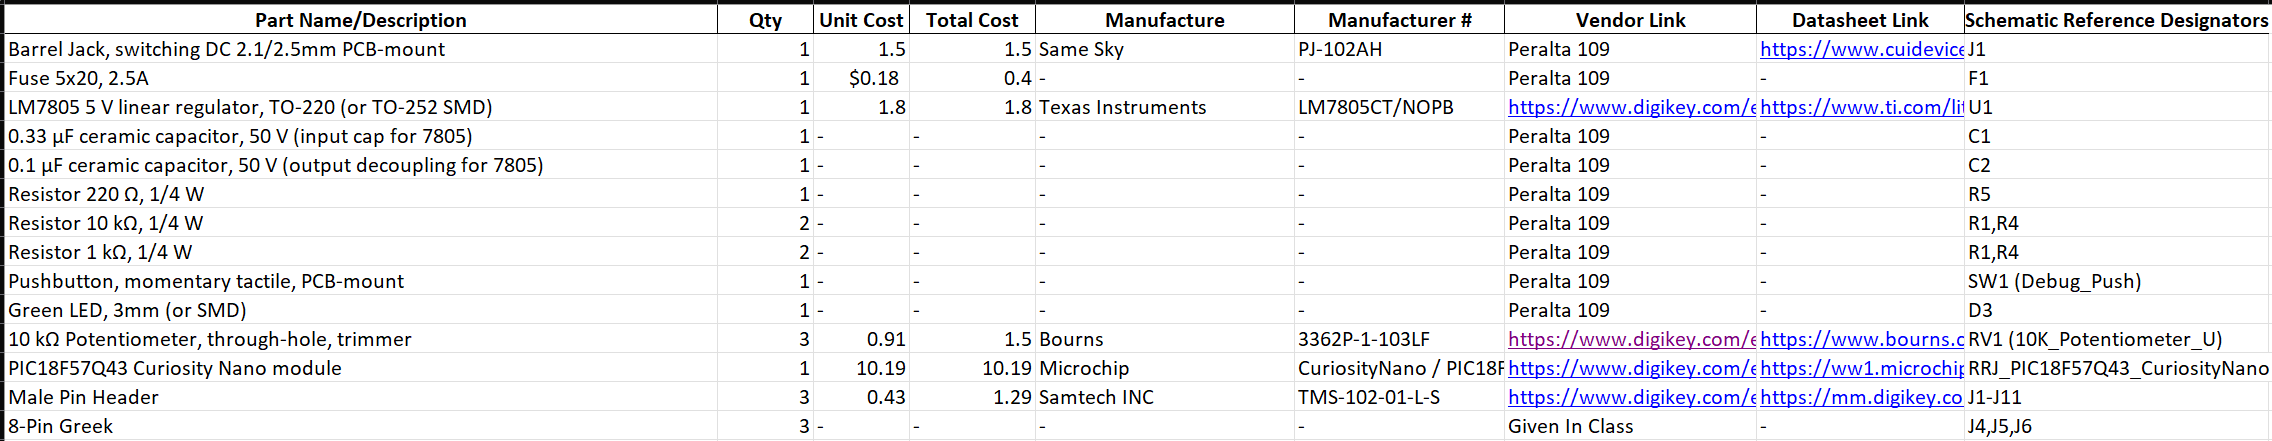 Part Name/Description Qty Unit Cost Total Cost Manufacture Manufacturer # Vendor Link Datasheet Link Schematic Reference Designators
Barrel Jack, switching DC 2.1/2.5mm PCB-mount 1 1.5 1.5 Same Sky PJ-102AH Peralta 109 https://www.cuidevice J1
Fuse 5x20, 2.5A 1 $0.18 0.4 - - Peralta 109 - F1
LM7805 5 V linear regulator, TO-220 (or TO-252 SMD) 1 1.8 1.8 Texas Instruments LM7805CT/NOPB https://www.digikey.com/e https://www.ti.com/lit U1
0.33 µF ceramic capacitor, 50 V (input cap for 7805) 1 - - - - Peralta 109 - C1
0.1 µF ceramic capacitor, 50 V (output decoupling for 7805) 1 - - - - Peralta 109 - C2
Resistor 220 Ω, 1/4 W 1 - - - - Peralta 109 - R5
Resistor 10 kΩ, 1/4 W 2 - - - - Peralta 109 - R1,R4
Resistor 1 kΩ, 1/4 W 2 - - - - Peralta 109 - R1,R4
Pushbutton, momentary tactile, PCB-mount 1 - - - - Peralta 109 - SW1 (Debug_Push)
Green LED, 3mm (or SMD) 1 - - - - Peralta 109 - D3
10 kΩ Potentiometer, through-hole, trimmer 3 0.91 1.5 Bourns 3362P-1-103LF https://www.digikey.com/e https://www.bourns.c RV1 (10K_Potentiometer_U)
PIC18F57Q43 Curiosity Nano module 1 10.19 10.19 Microchip CuriosityNano / PIC18F https://www.digikey.com/e https://ww1.microchip RRJ_PIC18F57Q43_CuriosityNano
Male Pin Header 3 0.43 1.29 Samtech INC TMS-102-01-L-S https://www.digikey.com/e https://mm.digikey.co J1-J11
8-Pin Greek 3 - - - - Given In Class - J4,J5,J6